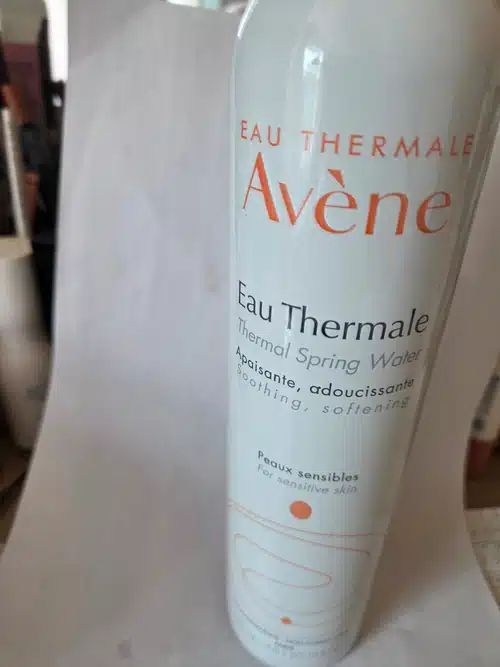 EAU THERMALE
Avène
Eau Thermale
Thermal Spring Water
Apaisante, adoucissante
Soothing, softening
Peaux sensibles
For sensitive skin